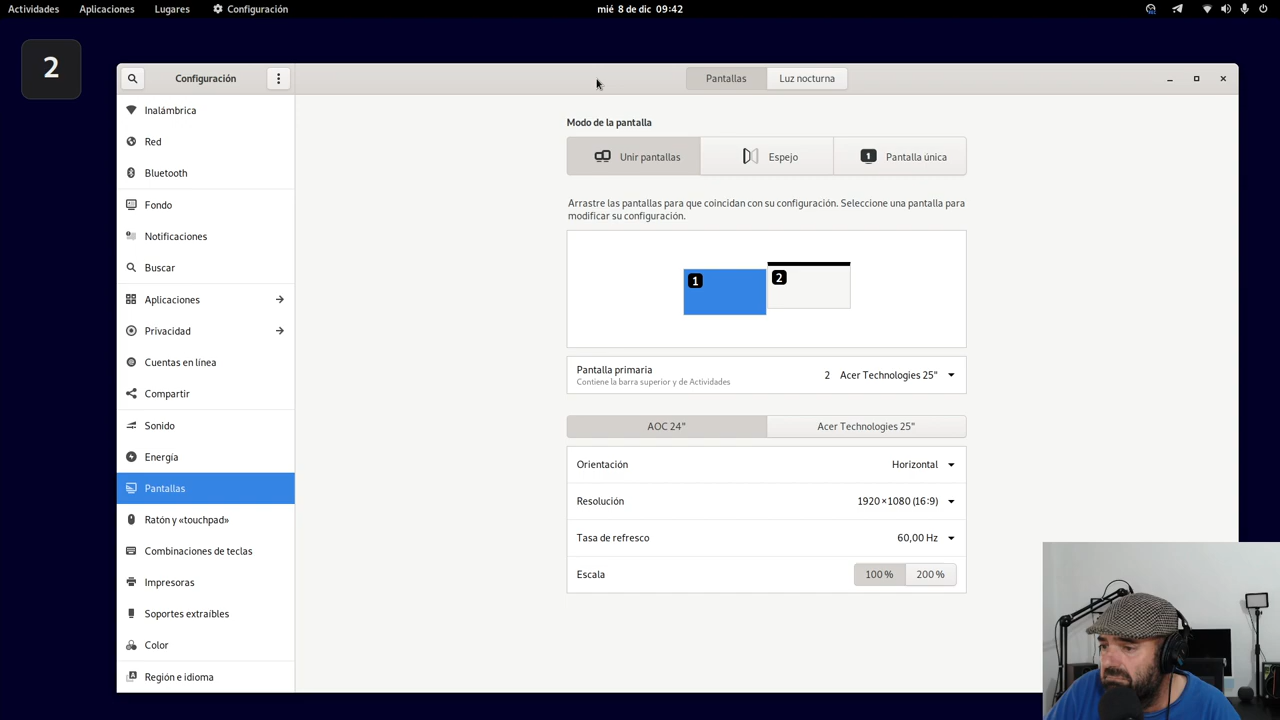 Actividades Aplicaciones Lugares Configuración mié 8 de dic 09:42
2
Configuración Pantallas Luz nocturna
Inalámbrica
Red
Bluetooth
Fondo
Notificaciones
Buscar
Aplicaciones
Privacidad
Cuentas en línea
Compartir
Sonido
Energía
Pantallas
Ratón y «touchpad»
Combinaciones de teclas
Impresoras
Soportes extraíbles
Color
Región e idioma
Modo de la pantalla
Unir pantallas Espejo 1 Pantalla única
Arrastre las pantallas para que coincidan con su configuración. Seleccione una pantalla para
modificar su configuración.
1 2
Pantalla primaria 2 Acer Technologies 25"
Contiene la barra superior y de Actividades
AOC 24" Acer Technologies 25"
Orientación Horizontal
Resolución 1920×1080 (16:9)
Tasa de refresco 60,00 Hz
Escala 100 % 200 %